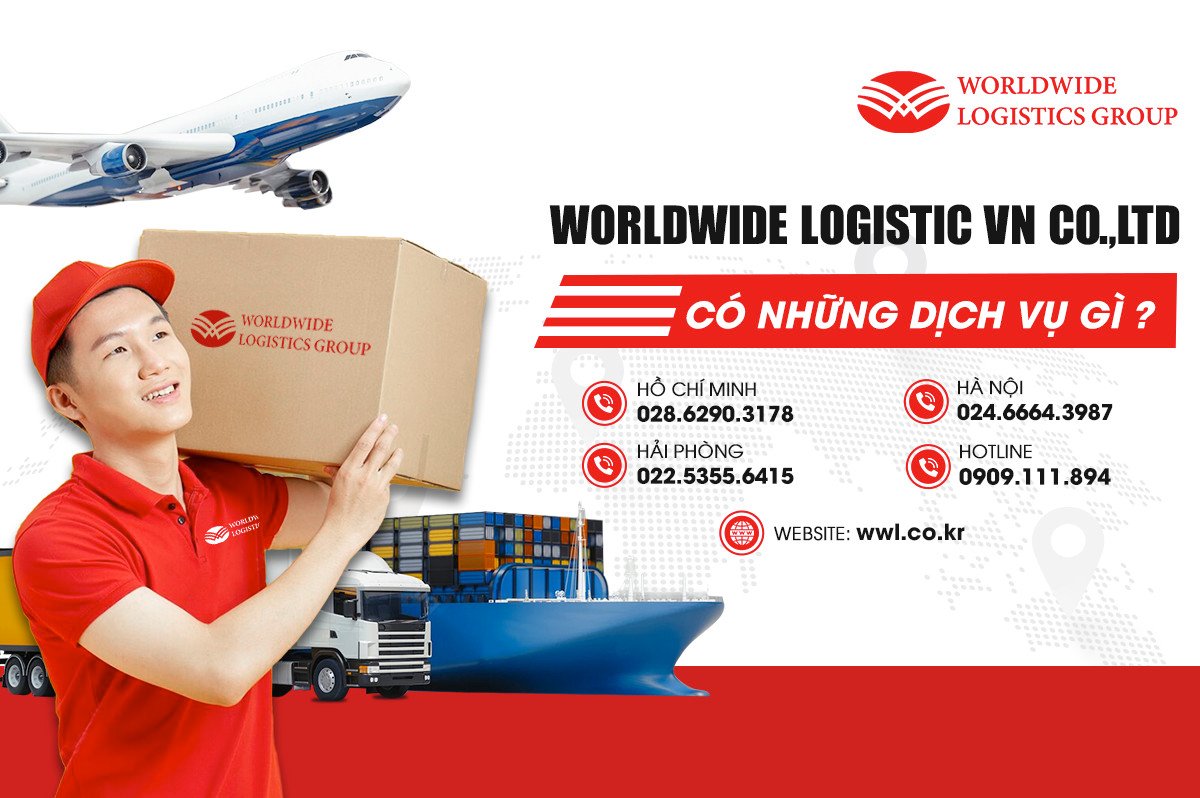 WORLDWIDE
LOGISTICS GROUP
WORLDWIDE LOGISTIC VN CO.,LTD
CÓ NHỮNG DỊCH VỤ GÌ ?
HỒ CHÍ MINH
028.6290.3178
HÀ NỘI
024.6664.3987
HẢI PHÒNG
022.5355.6415
HOTLINE
0909.111.894
WEBSITE: wwl.co.kr
WORLDWIDE
LOGISTICS GROUP